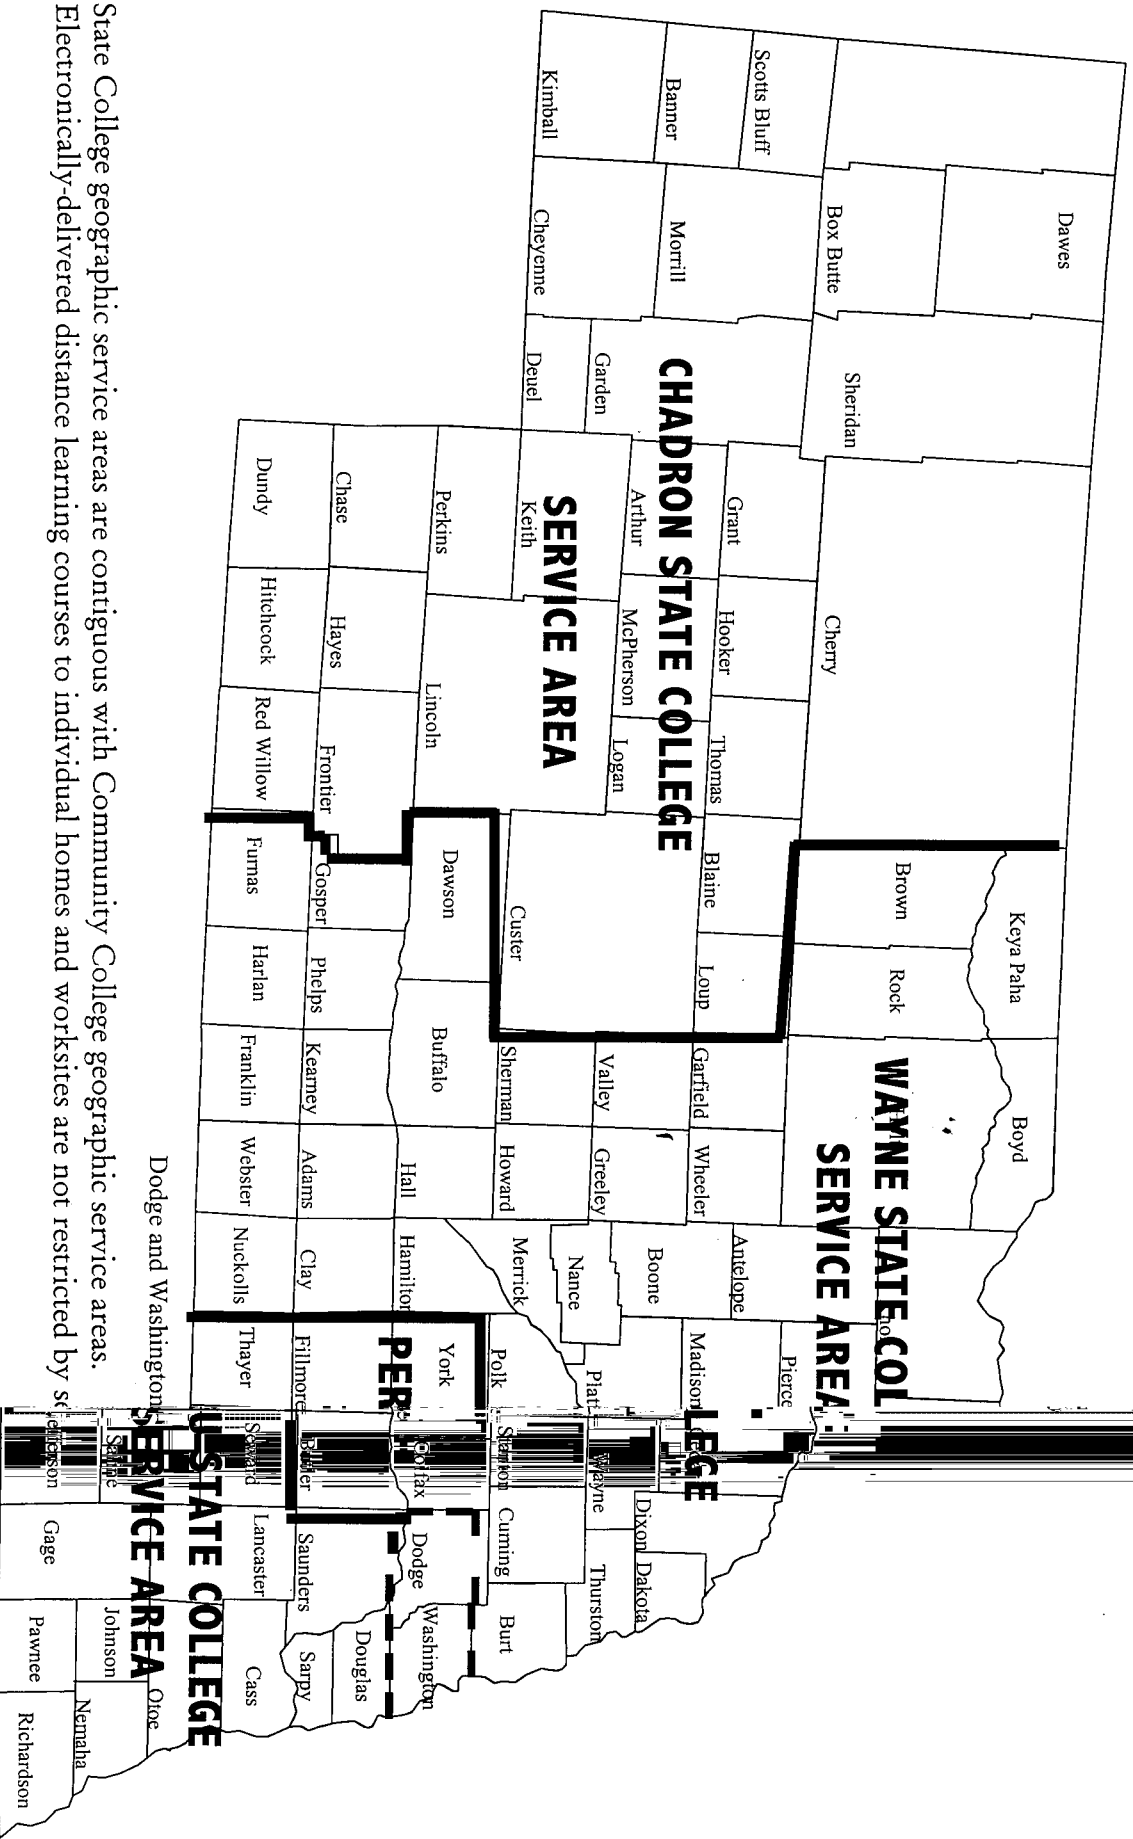 Dawes
Sheridan
Cherry
Keya Paha
Boyd
Brown
Rock
Box Butte
Scotts Bluff
Banner
Morrill
Garden
Kimball
Cheyenne
Deuel
Grant
Hooker
Thomas
Blaine
Loup
Garfield
Wheeler
Antelope
Pierce
Arthur
McPherson
Logan
Custer
Valley
Greeley
Boone
Madison
Keith
Lincoln
Sherman
Howard
Nance
Merrick
Platt
Polk
Perkins
Dawson
Buffalo
Hall
Hamilton
York
Chase
Hayes
Frontier
Gosper
Phelps
Kearney
Adams
Clay
Fillmore
Dundy
Hitchcock
Red Willow
Furnas
Harlan
Franklin
Webster
Nuckolls
Thayer
CHADRON STATE COLLEGE
SERVICE AREA
WAYNE STATE COL
SERVICE AREA
LEGE
PER
U STATE COLLEGE
SERVICE AREA
Dixon
Dakota
Wayne
Thurston
Stanton
Cuming
Burt
Colfax
Dodge
Washington
Butler
Saunders
Douglas
Sarpy
Seward
Lancaster
Cass
Saline
Otoe
Gage
Johnson
Nemaha
Pawnee
Richardson
Dodge and Washington
State College geographic service areas are contiguous with Community College geographic service areas.
Electronically-delivered distance learning courses to individual homes and worksites are not restricted by se